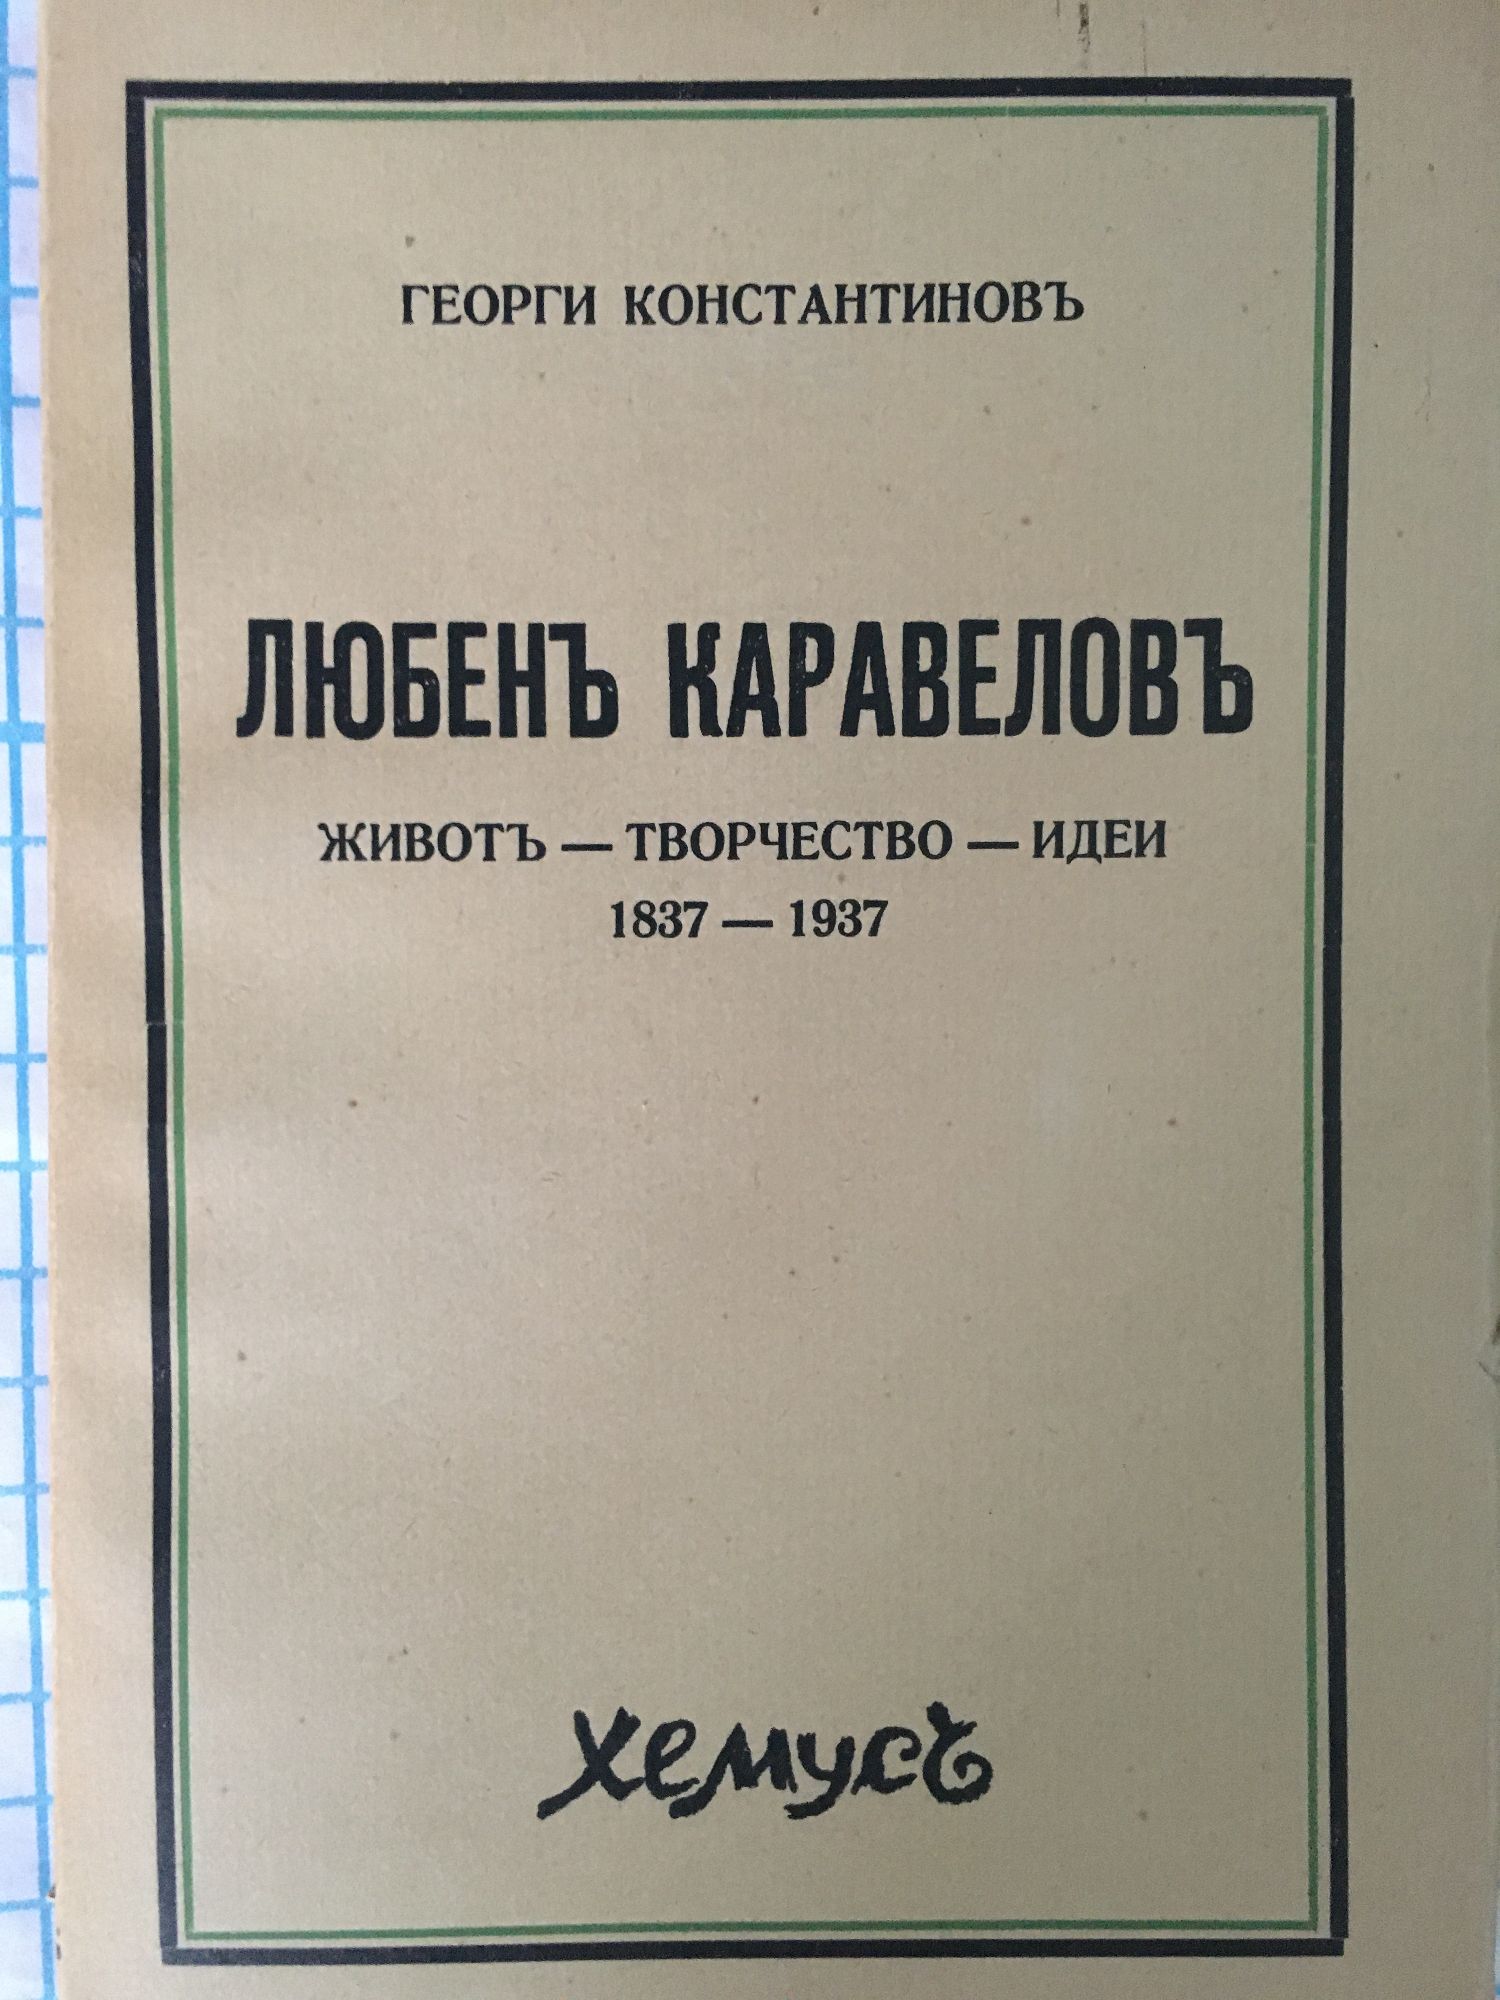 ГЕОРГИ КОНСТАНТИНОВЪ
ЛЮБЕНЪ КАРАВЕЛОВЪ
ЖИВОТЪ — ТВОРЧЕСТВО — ИДЕИ
1837 — 1937
Хемусъ